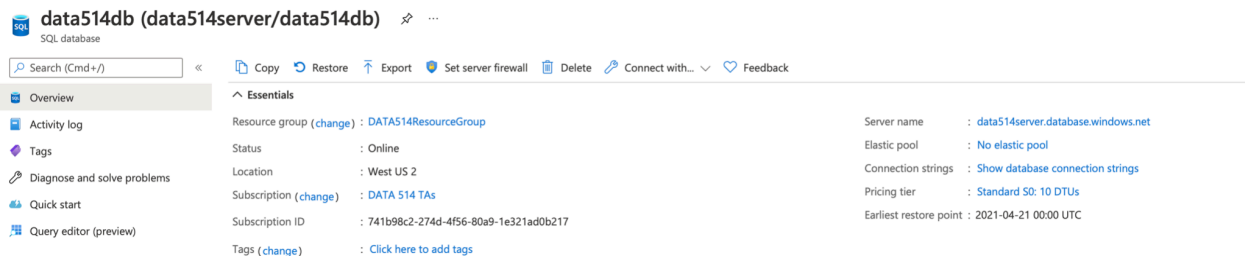 data514db (data514server/data514db) ...
SQL
SQL database
Search (Cmd+/) «
Copy Restore Export Set server firewall Delete Connect with... Feedback
Overview
Activity log
Tags
Diagnose and solve problems
Quick start
Query editor (preview)
Essentials
Resource group (change) : DATA514ResourceGroup
Status : Online
Location : West US 2
Subscription (change) : DATA 514 TAs
Subscription ID : 741b98c2-274d-4f56-80a9-1e321ad0b217
Tags (change) : Click here to add tags
Server name : data514server.database.windows.net
Elastic pool : No elastic pool
Connection strings : Show database connection strings
Pricing tier : Standard S0: 10 DTUs
Earliest restore point : 2021-04-21 00:00 UTC